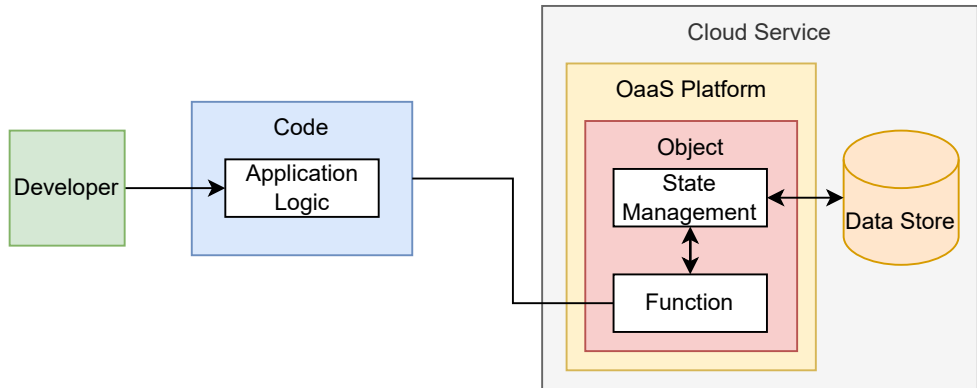 Cloud Service
OaaS Platform
Code
Object
Developer
Application
Logic
State
Management
Data Store
Function